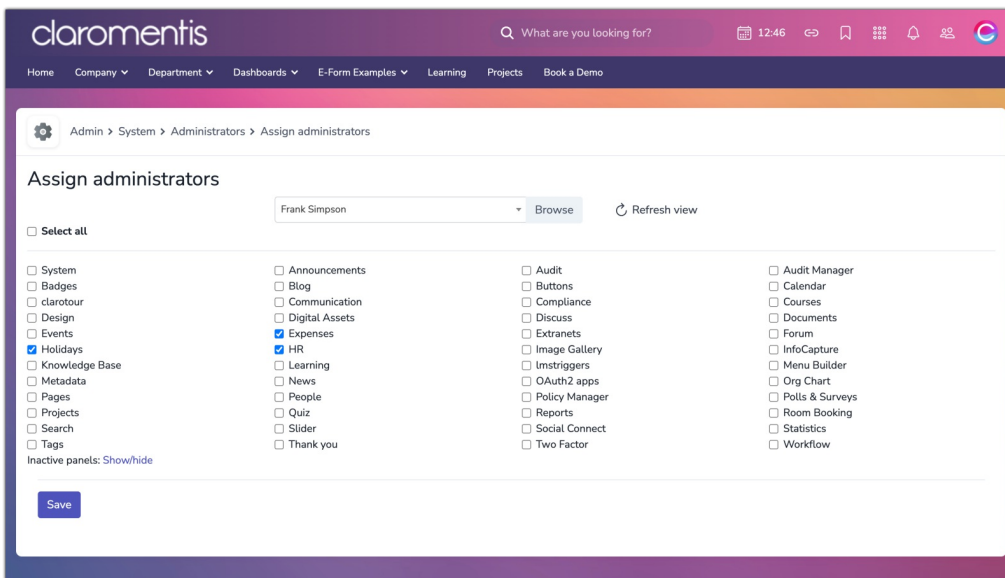 claromentis
What are you looking for?
12:46
Home Company Department Dashboards E-Form Examples Learning Projects Book a Demo
Admin > System > Administrators > Assign administrators
Assign administrators
Frank Simpson Browse Refresh view
Select all
System Announcements Audit Audit Manager
Badges Blog Buttons Calendar
clarotour Communication Compliance Courses
Design Digital Assets Discuss Documents
Events Expenses Extranets Forum
Holidays HR Image Gallery InfoCapture
Knowledge Base Learning lmstriggers Menu Builder
Metadata News OAuth2 apps Org Chart
Pages People Policy Manager Polls & Surveys
Projects Quiz Reports Room Booking
Search Slider Social Connect Statistics
Tags Thank you Two Factor Workflow
Inactive panels: Show/hide
Save